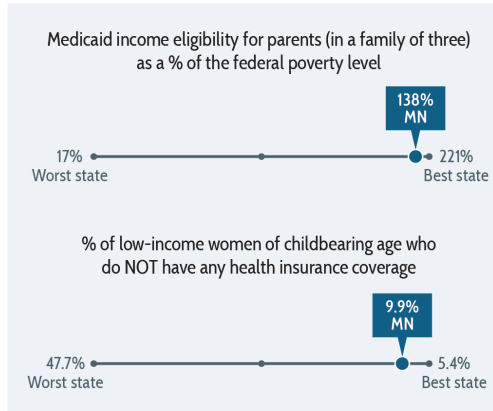 Medicaid income eligibility for parents (in a family of three)
as a % of the federal poverty level
138%
MN
17%
Worst state
221%
Best state
% of low-income women of childbearing age who
do NOT have any health insurance coverage
9.9%
MN
47.7%
Worst state
5.4%
Best state